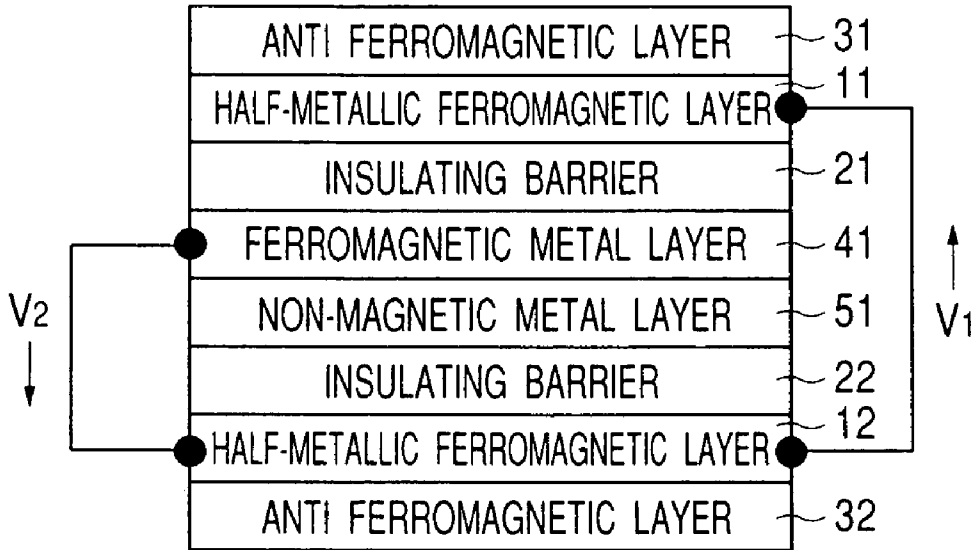 ANTI FERROMAGNETIC LAYER 31
HALF-METALLIC FERROMAGNETIC LAYER 11
INSULATING BARRIER 21
FERROMAGNETIC METAL LAYER 41
NON-MAGNETIC METAL LAYER 51
INSULATING BARRIER 22
HALF-METALLIC FERROMAGNETIC LAYER 12
ANTI FERROMAGNETIC LAYER 32
V2
V1